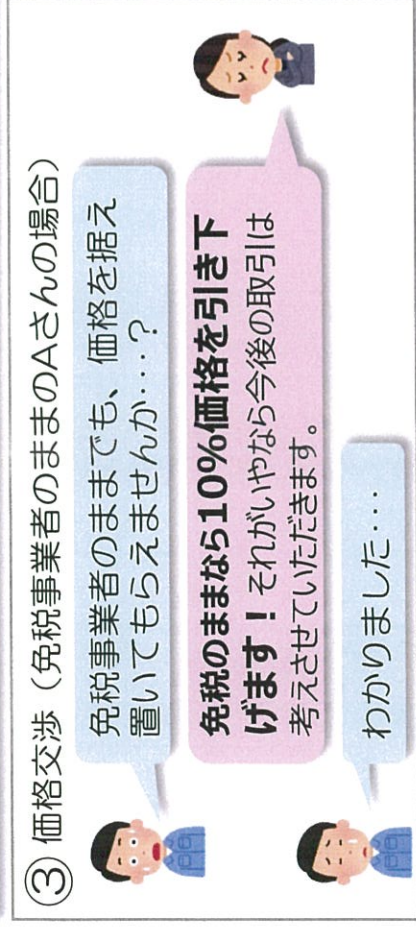 ③ 価格交渉（免税事業者のままのAさんの場合）
免税事業者のままでも、価格を据え
置いてもらえませんか・・・？
免税のままなら10％価格を引き下
げます！それがいやなら今後の取引は
考えさせていただきます。
わかりました・・・